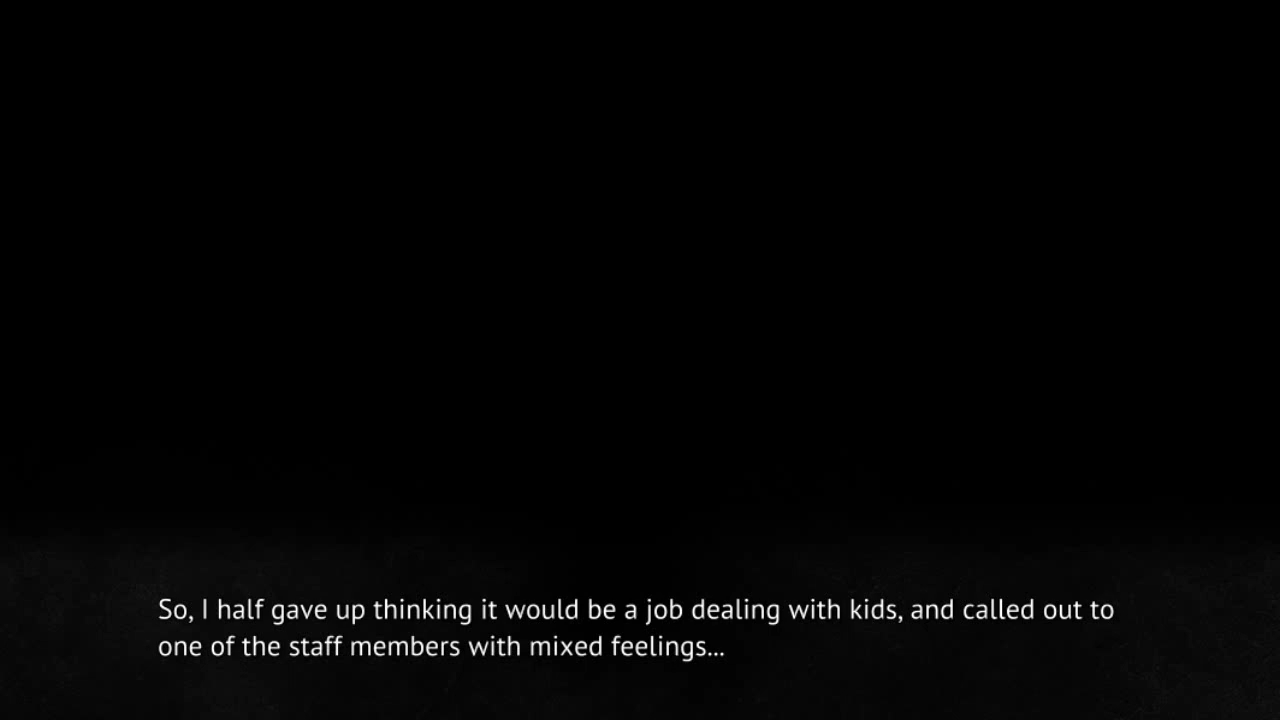 So, I half gave up thinking it would be a job dealing with kids, and called out to
one of the staff members with mixed feelings...